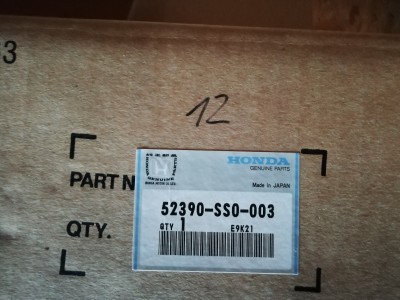 3
12
HONDA
GENUINE PARTS
Made in JAPAN
PART N
52390-SS0-003
QTY.
QTY 1 E9K21